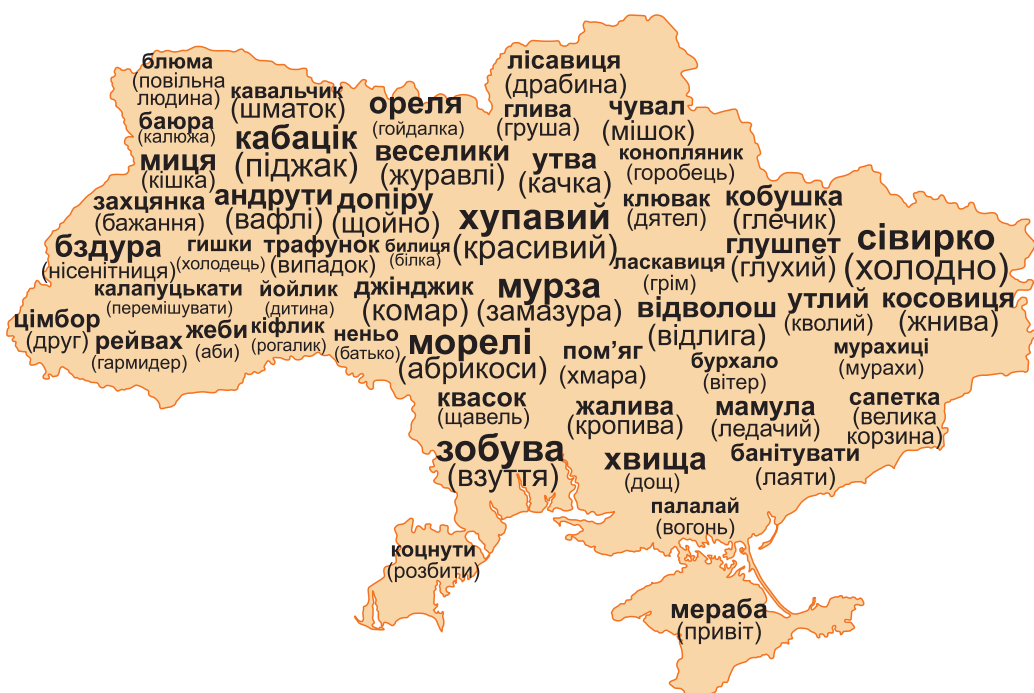 блюма
(повільна
людина)
кавальчик
(шматок)
ореля
(гойдалка)
лісавиця
(драбина)
глива
(груша)
чувал
(мішок)
баюра
(калюжа)
кабацік
(піджак)
веселики
(журавлі)
утва
(качка)
конопляник
(горобець)
миця
(кішка)
захцянка
(бажання)
андрути
(вафлі)
допіру
(щойно)
хупавий
(красивий)
клювак
(дятел)
кобушка
(глечик)
бздура
(нісенітниця)
гишки
(холодець)
трафунок
(випадок)
билиця
(білка)
ласкавиця
(грім)
глушпет
(глухий)
сівирко
(холодно)
калапуцькати
(перемішувати)
йойлик
(дитина)
джінджик
(комар)
мурза
(замазура)
відволош
(відлига)
утлий
(кволий)
косовиця
(жнива)
цімбор
(друг)
рейвах
(гармидер)
жеби
(аби)
кіфлик
(рогалик)
неньо
(батько)
морелі
(абрикоси)
пом’яг
(хмара)
бурхало
(вітер)
мурахиці
(мурахи)
квасок
(щавель)
жалива
(кропива)
мамула
(ледачий)
сапетка
(велика
корзина)
зобува
(взуття)
хвища
(дощ)
банітувати
(лаяти)
палалай
(вогонь)
коцнути
(розбити)
мераба
(привіт)